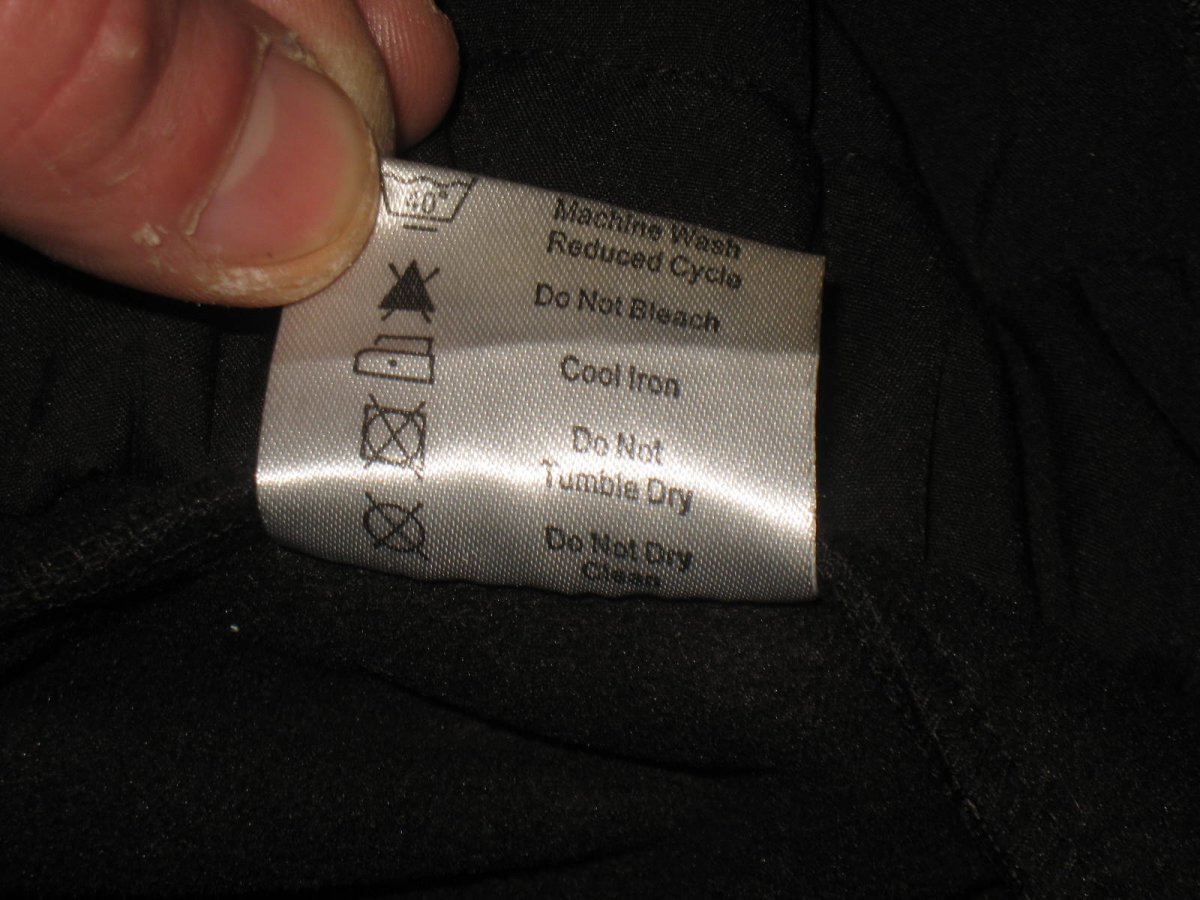 40°
Machine Wash
Reduced Cycle
Do Not Bleach
Cool Iron
Do Not
Tumble Dry
Do Not Dry
Clean